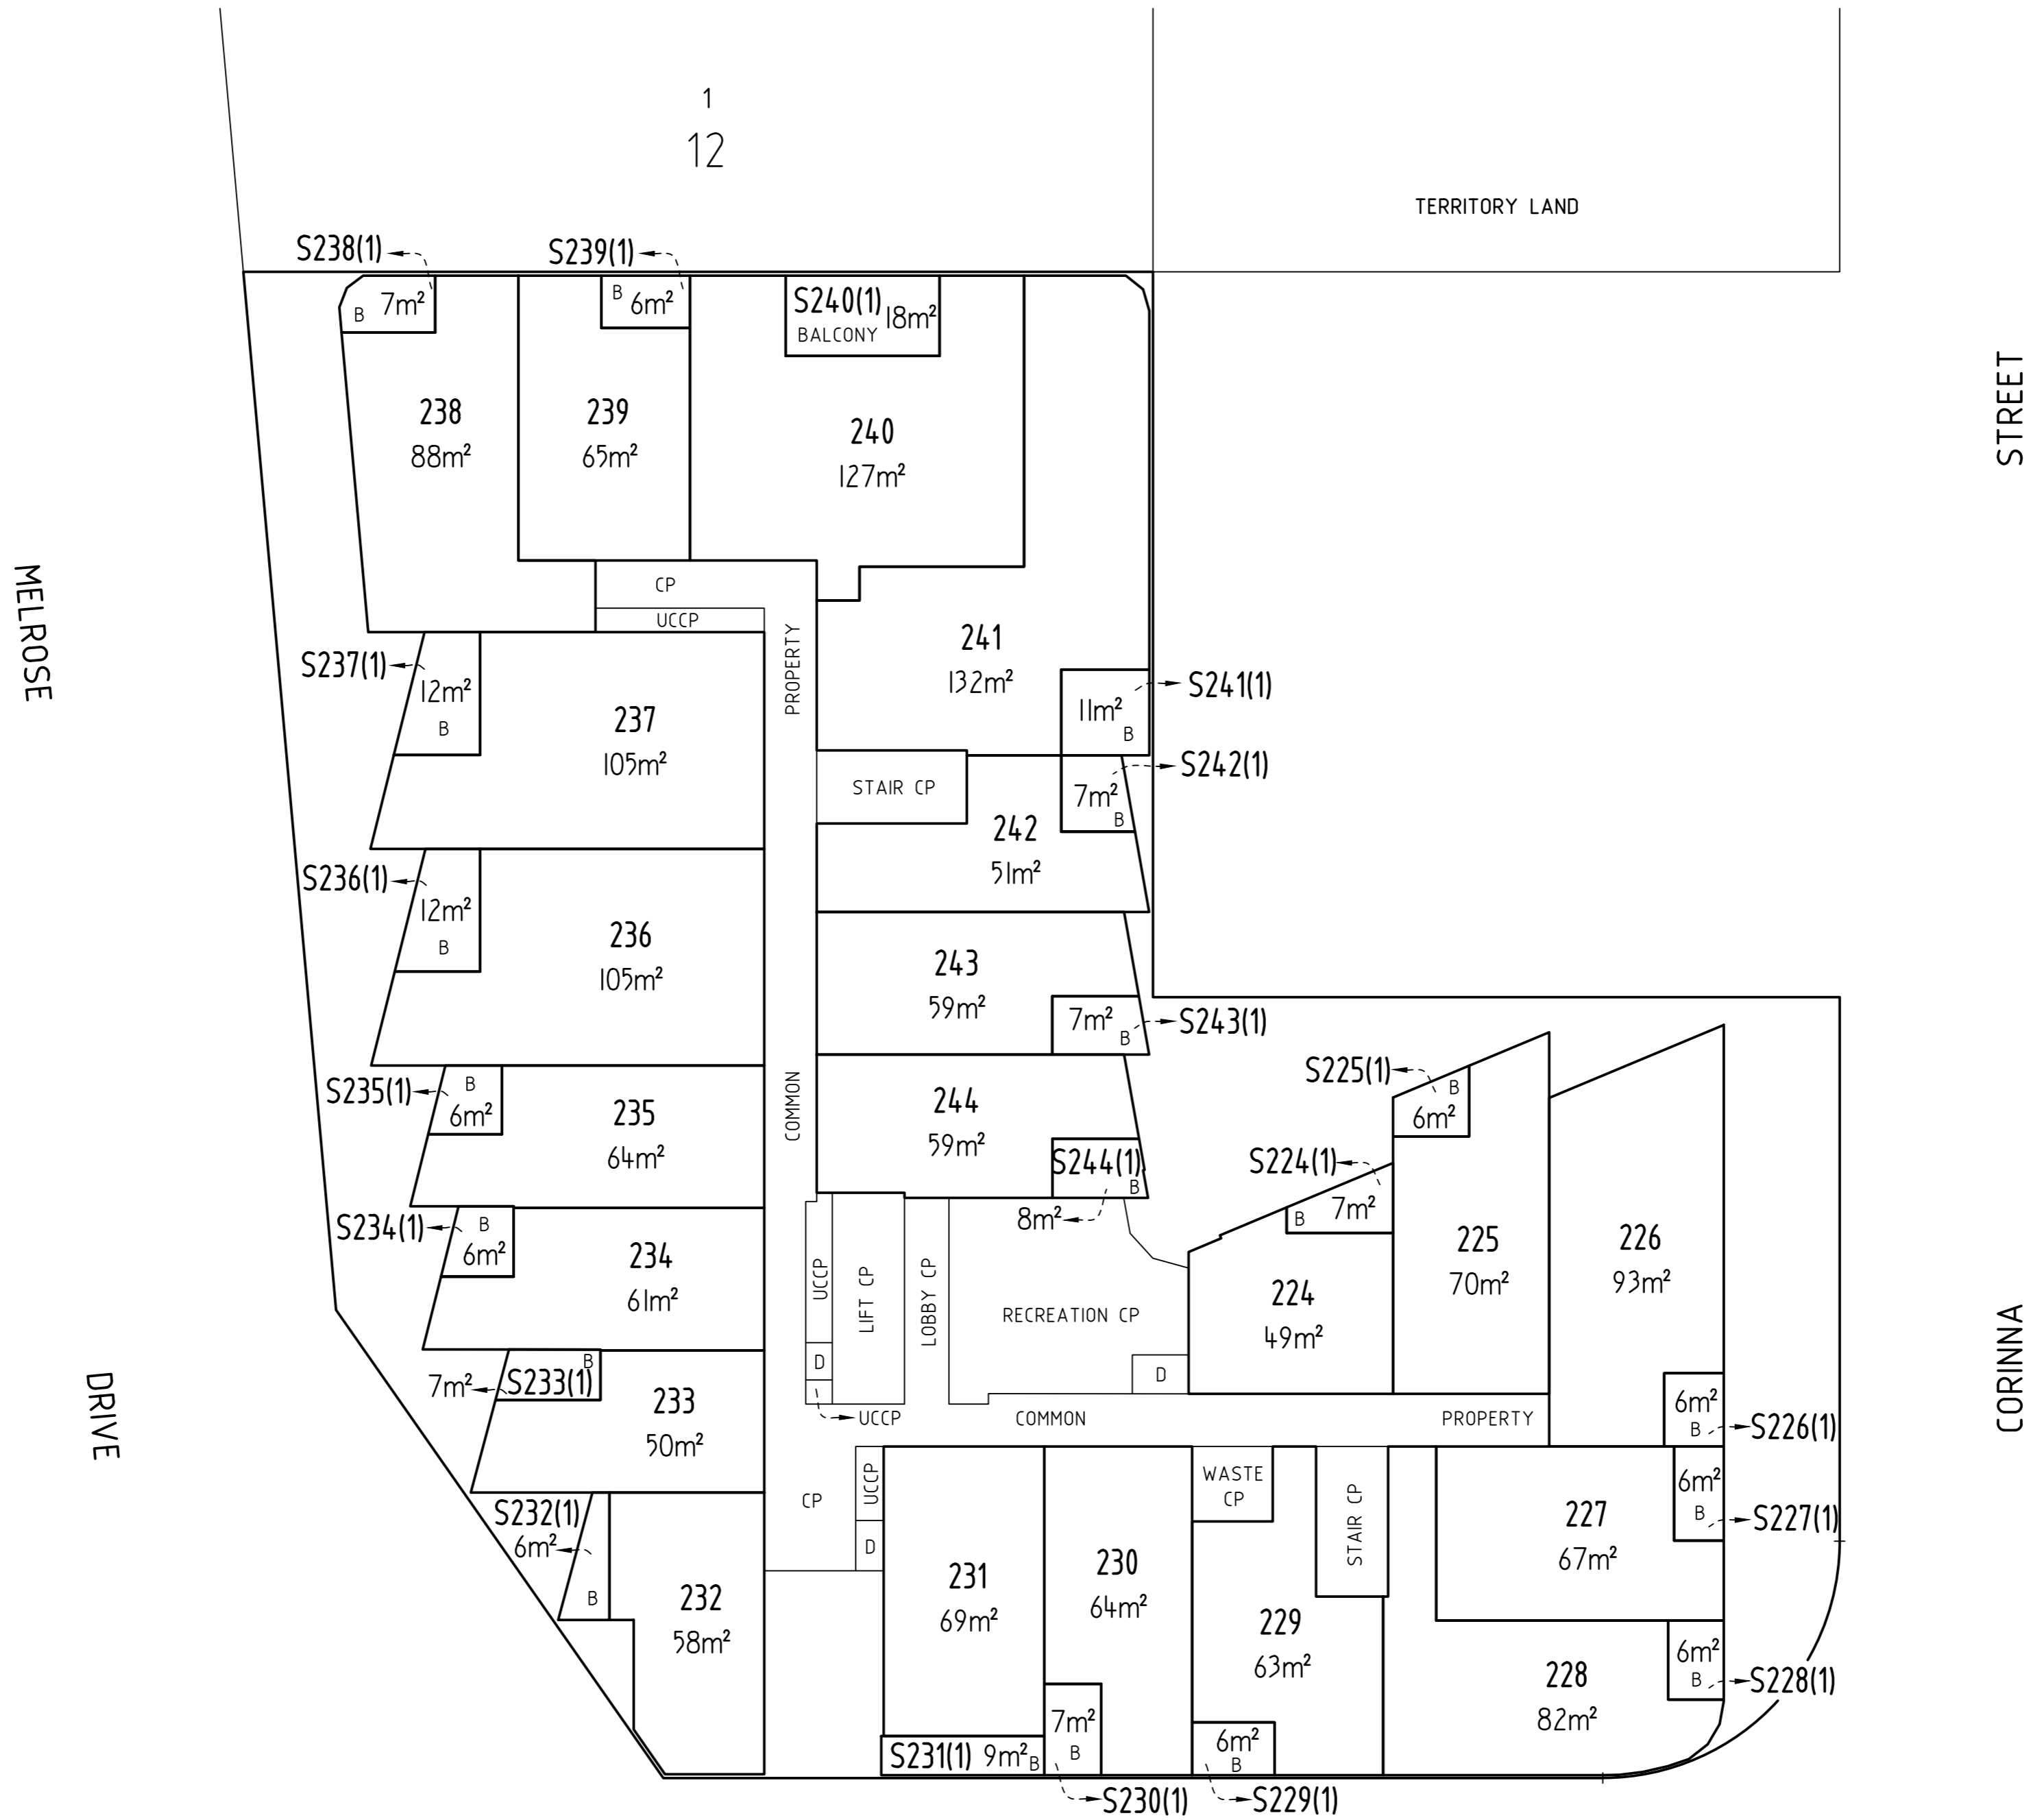 1
12
TERRITORY LAND
S238(1)
S239(1)
B 7m²
B 6m²
S240(1) 18m²
BALCONY
STREET
238
88m²
239
65m²
240
127m²
MELROSE
CP
UCCP
PROPERTY
241
132m²
S237(1)
12m²
B
237
105m²
11m²
B
S241(1)
STAIR CP
7m²
B
S242(1)
242
51m²
S236(1)
12m²
B
236
105m²
243
59m²
7m²
B
S243(1)
S235(1)
B
6m²
235
64m²
COMMON
244
59m²
S244(1)
B
8m²
S225(1)
B
6m²
S224(1)
B 7m²
S234(1)
B
6m²
234
61m²
UCCP
LIFT CP
LOBBY CP
RECREATION CP
224
49m²
225
70m²
226
93m²
CORINNA
DRIVE
7m²
S233(1)
B
233
50m²
D
UCCP
D
COMMON
PROPERTY
6m²
B
S226(1)
S232(1)
6m²
B
232
58m²
CP
UCCP
D
WASTE
CP
STAIR CP
227
67m²
6m²
B
S227(1)
231
69m²
230
64m²
229
63m²
228
82m²
6m²
B
S228(1)
S231(1) 9m² B
7m²
B
6m²
B
S230(1)
S229(1)